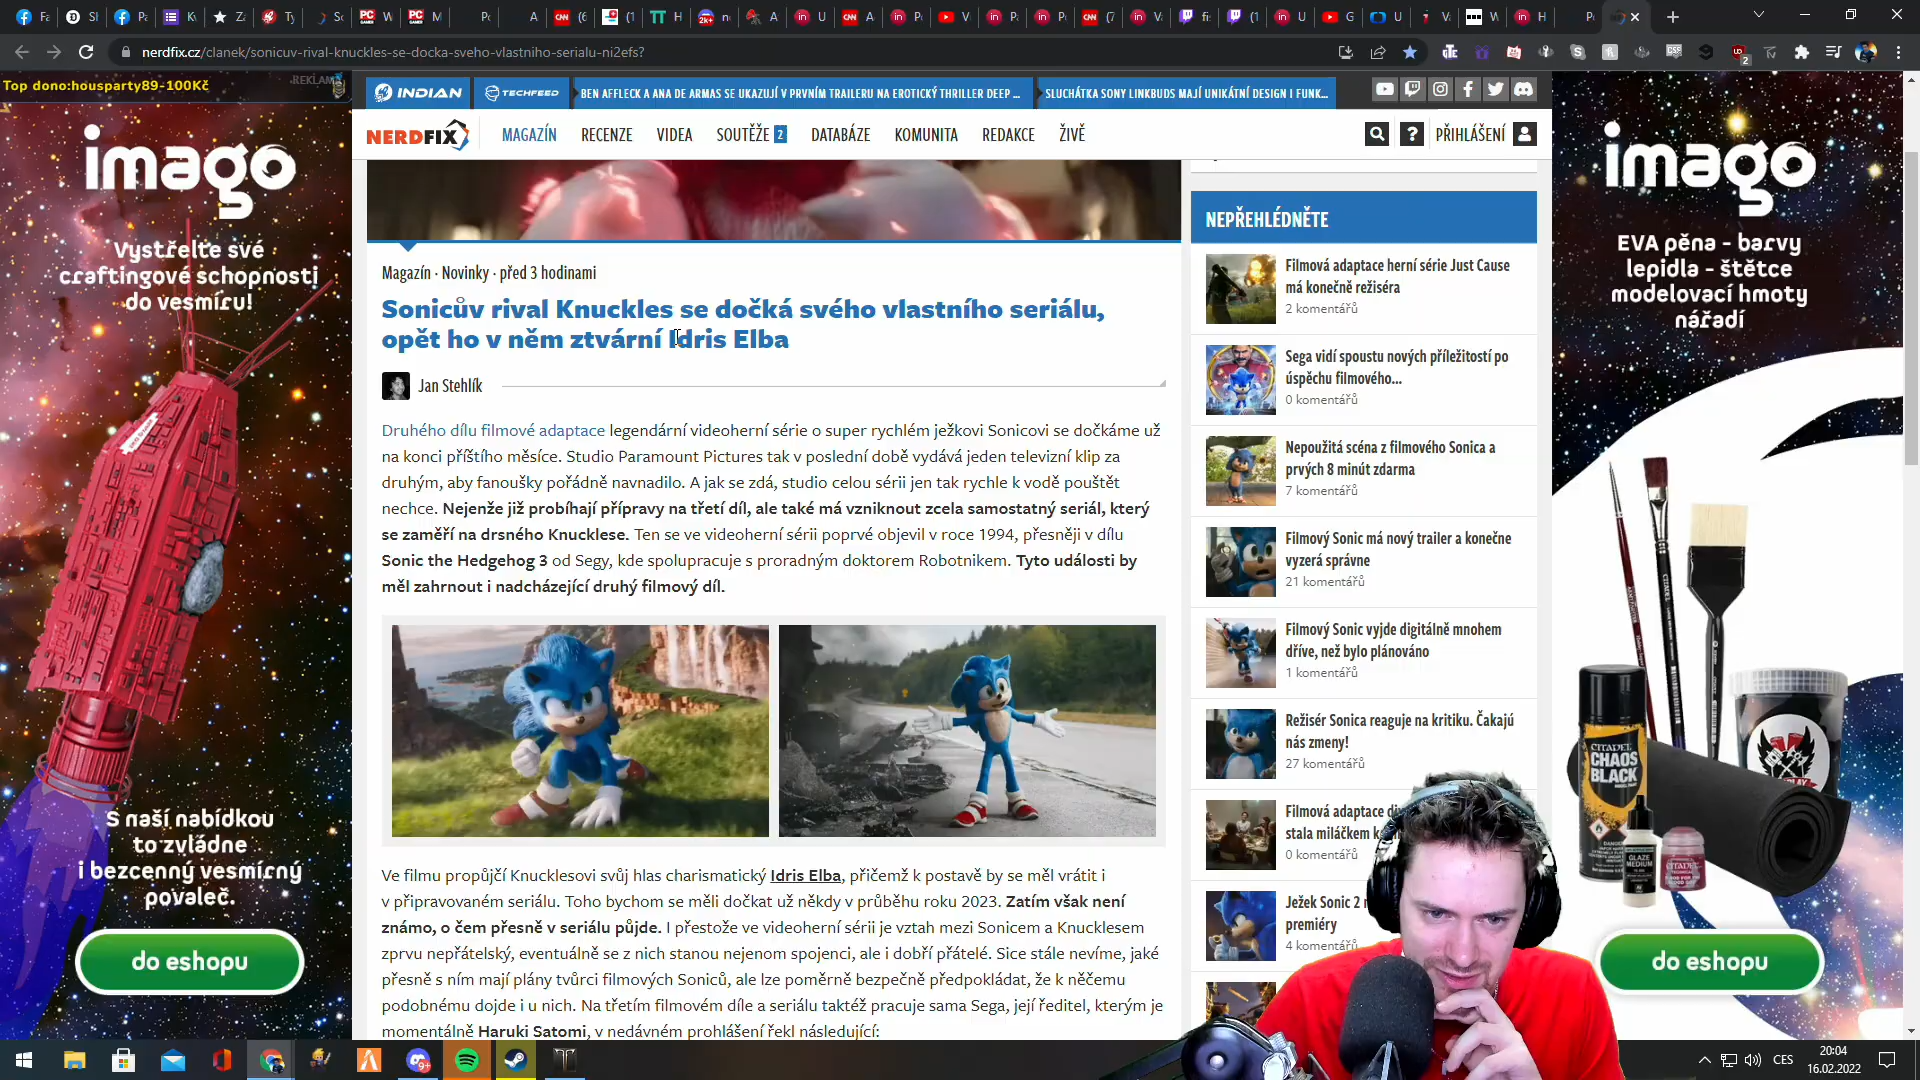 nerdfix.cz/clanek/sonicuv-rival-knuckles-se-docka-sveho-vlastniho-serialu-ni2efs?
Top dono:housparty89-100Kč
REKLAMA
imago
Vystřelte své
craftingové schopnosti
do vesmíru!
S naší nabídkou
to zvládne
i bezcenný vesmírný
povaleč.
do eshopu
INDIAN
TECHFEED
BEN AFFLECK A ANA DE ARMAS SE UKAZUJÍ V PRVNÍM TRAILERU NA EROTICKÝ THRILLER DEEP ...
SLUCHÁTKA SONY LINKBUDS MAJÍ UNIKÁTNÍ DESIGN I FUNK...
NERDFIX
MAGAZÍN
RECENZE
VIDEA
SOUTĚŽE 2
DATABÁZE
KOMUNITA
REDAKCE
ŽIVĚ
?
PŘIHLÁŠENÍ
Magazín · Novinky · před 3 hodinami
Sonicův rival Knuckles se dočká svého vlastního seriálu,
opět ho v něm ztvární Idris Elba
Jan Stehlík
Druhého dílu filmové adaptace legendární videoherní série o super rychlém ježkovi Sonicovi se dočkáme už
na konci příštího měsíce. Studio Paramount Pictures tak v poslední době vydává jeden televizní klip za
druhým, aby fanoušky pořádně navnadilo. A jak se zdá, studio celou sérii jen tak rychle k vodě pouštět
nechce. Nejenže již probíhají přípravy na třetí díl, ale také má vzniknout zcela samostatný seriál, který
se zaměří na drsného Knucklese. Ten se ve videoherní sérii poprvé objevil v roce 1994, přesněji v dílu
Sonic the Hedgehog 3 od Segy, kde spolupracuje s proradným doktorem Robotnikem. Tyto události by
měl zahrnout i nadcházející druhý filmový díl.
Ve filmu propůjčí Knucklesovi svůj hlas charismatický Idris Elba, přičemž k postavě by se měl vrátit i
v připravovaném seriálu. Toho bychom se měli dočkat už někdy v průběhu roku 2023. Zatím však není
známo, o čem přesně v seriálu půjde. I přestože ve videoherní sérii je vztah mezi Sonicem a Knucklesem
zprvu nepřátelský, eventuálně se z nich stanou nejenom spojenci, ale i dobří přátelé. Sice stále nevíme, jaké
přesně s ním mají plány tvůrci filmových Soniců, ale lze poměrně bezpečně předpokládat, že k něčemu
podobnému dojde i u nich. Na třetím filmovém díle a seriálu taktéž pracuje sama Sega, její ředitel, kterým je
momentálně Haruki Satomi, v nedávném prohlášení řekl následující:
NEPŘEHLÉDNĚTE
Filmová adaptace herní série Just Cause
má konečně režiséra
2 komentářů
Sega vidí spoustu nových příležitostí po
úspěchu filmového...
0 komentářů
Nepoužitá scéna z filmového Sonica a
prvých 8 minút zdarma
7 komentářů
Filmový Sonic má nový trailer a konečne
vyzerá správne
21 komentářů
Filmový Sonic vyjde digitálně mnohem
dříve, než bylo plánováno
1 komentářů
Režisér Sonica reaguje na kritiku. Čakajú
nás zmeny!
27 komentářů
Filmová adaptace
stala miláčkem
0 komentářů
Ježek Sonic 2
premiéry
4 komentářů
imago
EVA pěna - barvy
lepidla - štětce
modelovací hmoty
nářadí
CITADEL
CHAOS
BLACK
GLAZE
MEDIUM
do eshopu
CES
20:04
16.02.2022